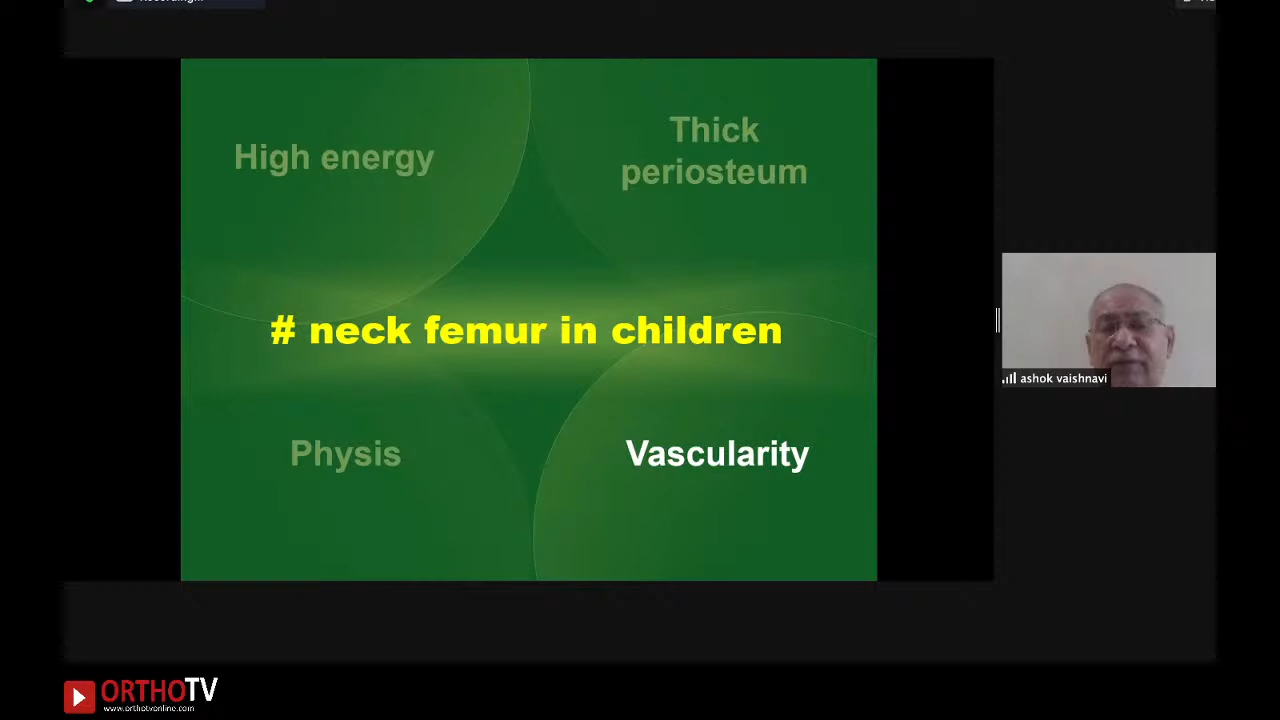 High energy
Thick
periosteum
# neck femur in children
Physis
Vascularity
ashok vaishnavi
ORTHOTV
www.orthotvonline.com